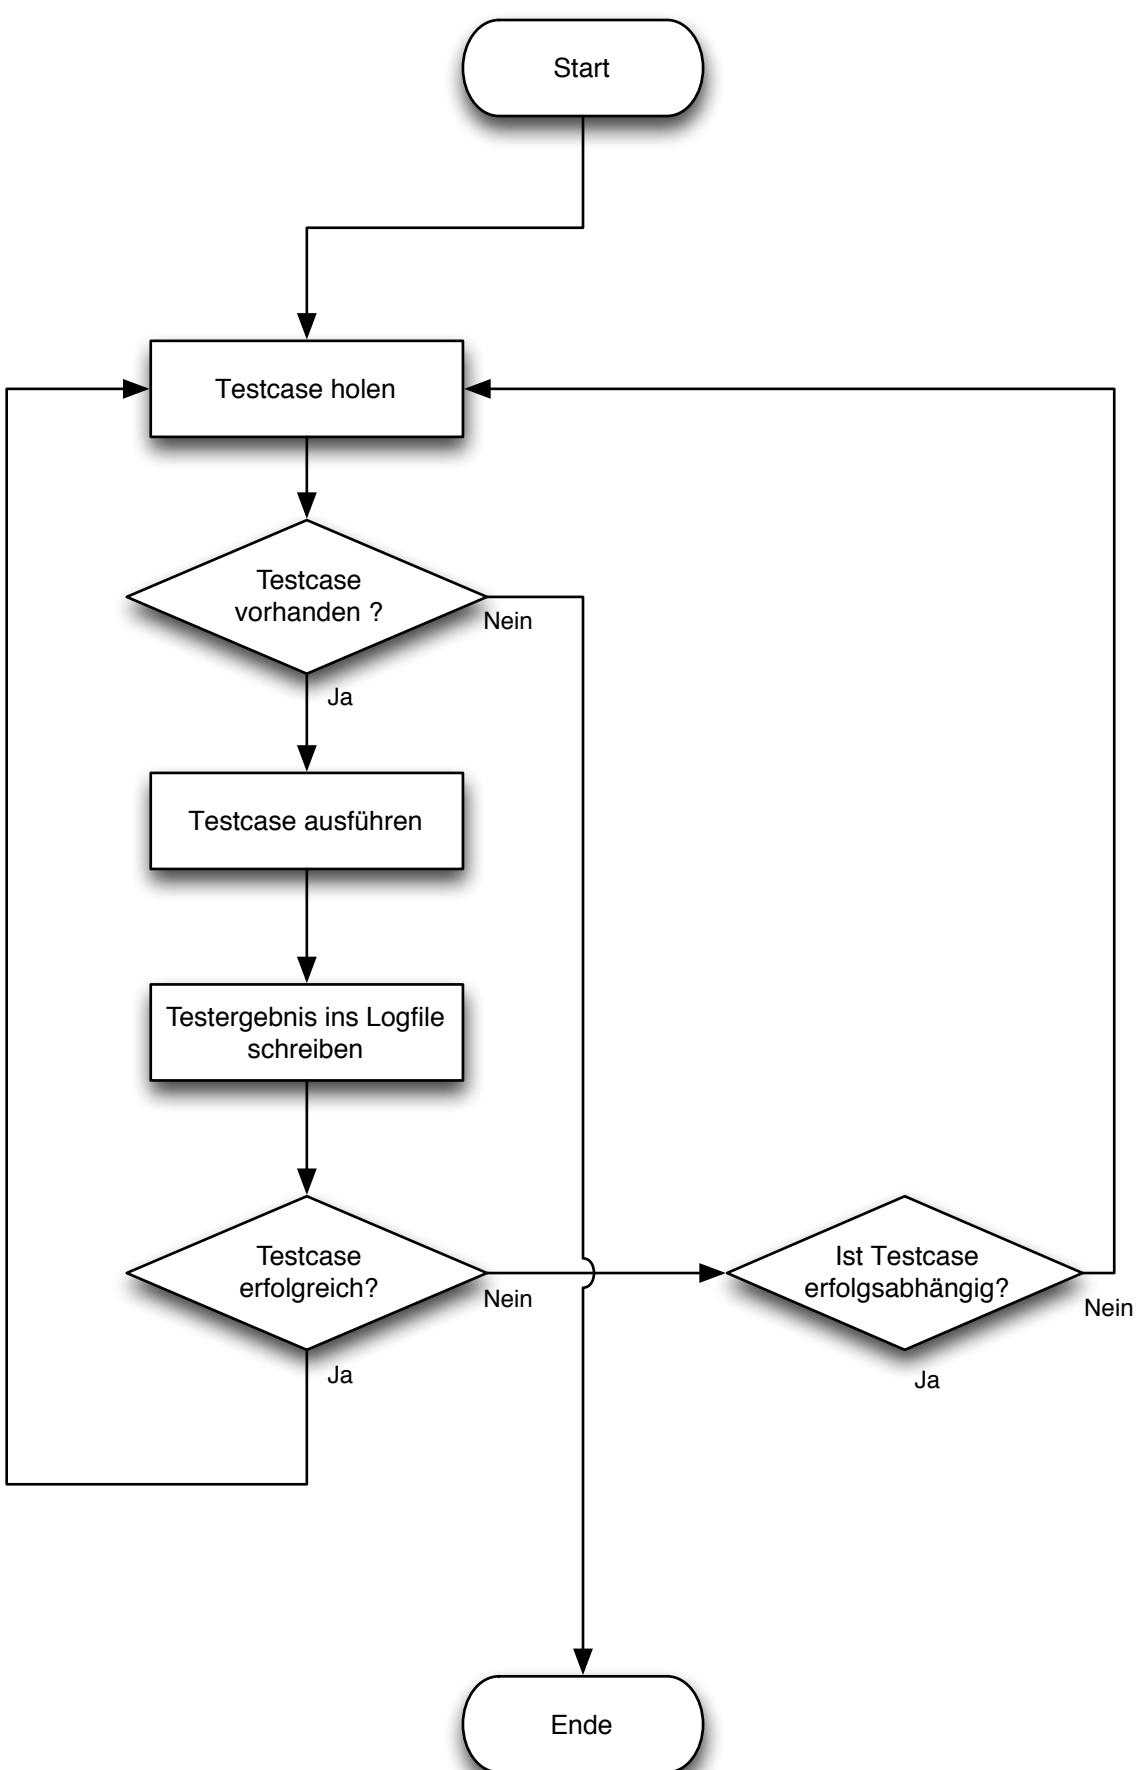 Start
Testcase holen
Testcase
vorhanden ?
Nein
Ja
Testcase ausführen
Testergebnis ins Logfile
schreiben
Testcase
erfolgreich?
Nein
Ja
Ist Testcase
erfolgsabhängig?
Nein
Ja
Ende